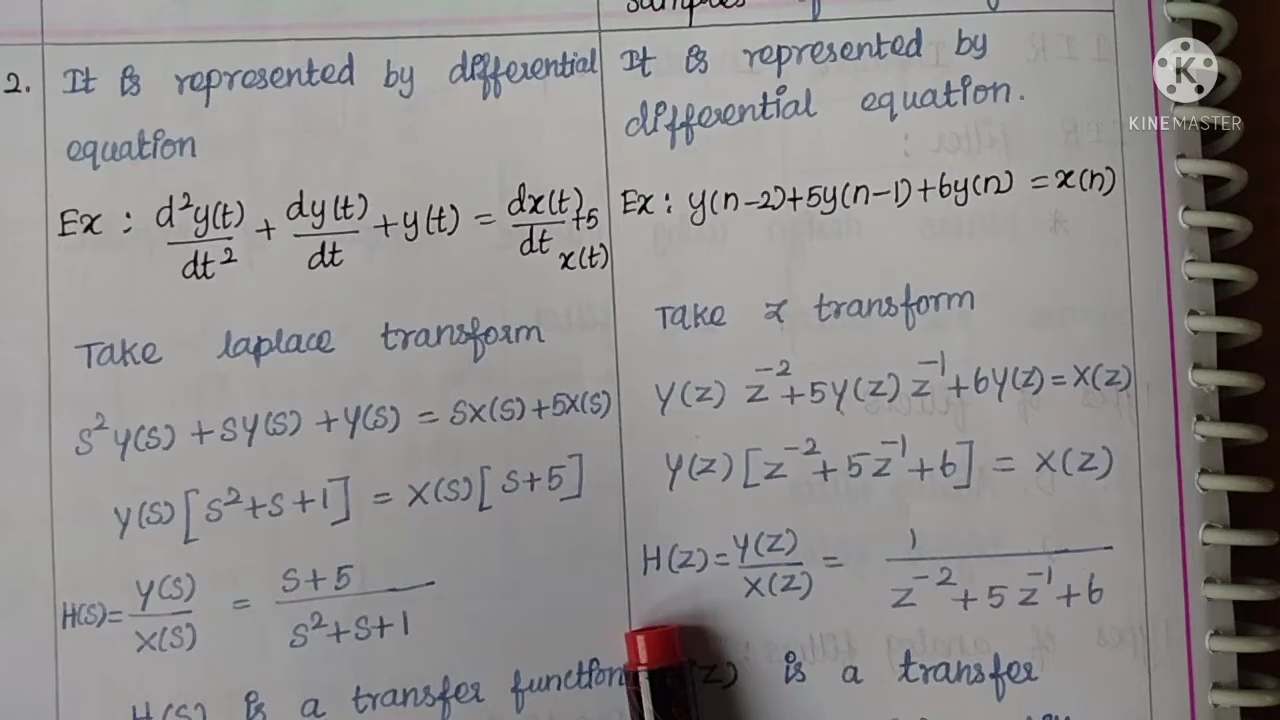 samples of
2. It is represented by differential
equation
Ex : d²y(t)/dt² + dy(t)/dt + y(t) = dx(t)/dt +5
x(t)
Take laplace transform
s²y(s) + sy(s) + y(s) = sx(s)+5x(s)
y(s)[s²+s+1] = x(s)[s+5]
H(s)= y(s)/x(s) = s+5/s²+s+1
H(s) is a transfer function
It is represented by
differential equation.
Ex : y(n-2)+5y(n-1)+6y(n) = x(n)
Take z transform
y(z) z⁻²+5y(z) z⁻¹+6y(z)=x(z)
y(z)[z⁻²+5z⁻¹+6] = x(z)
H(z)= y(z)/x(z) = 1/z⁻²+5z⁻¹+6
(z) is a transfer
K
KINEMASTER